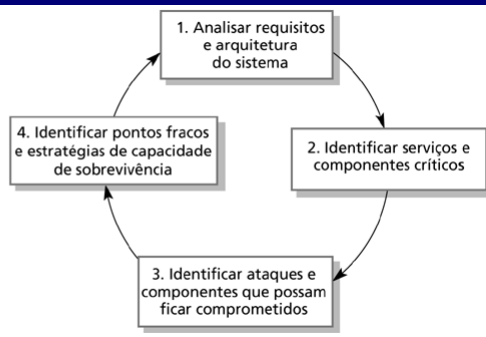 1. Analisar requisitos
e arquitetura
do sistema
2. Identificar serviços e
componentes críticos
3. Identificar ataques e
componentes que possam
ficar comprometidos
4. Identificar pontos fracos
e estratégias de capacidade
de sobrevivência